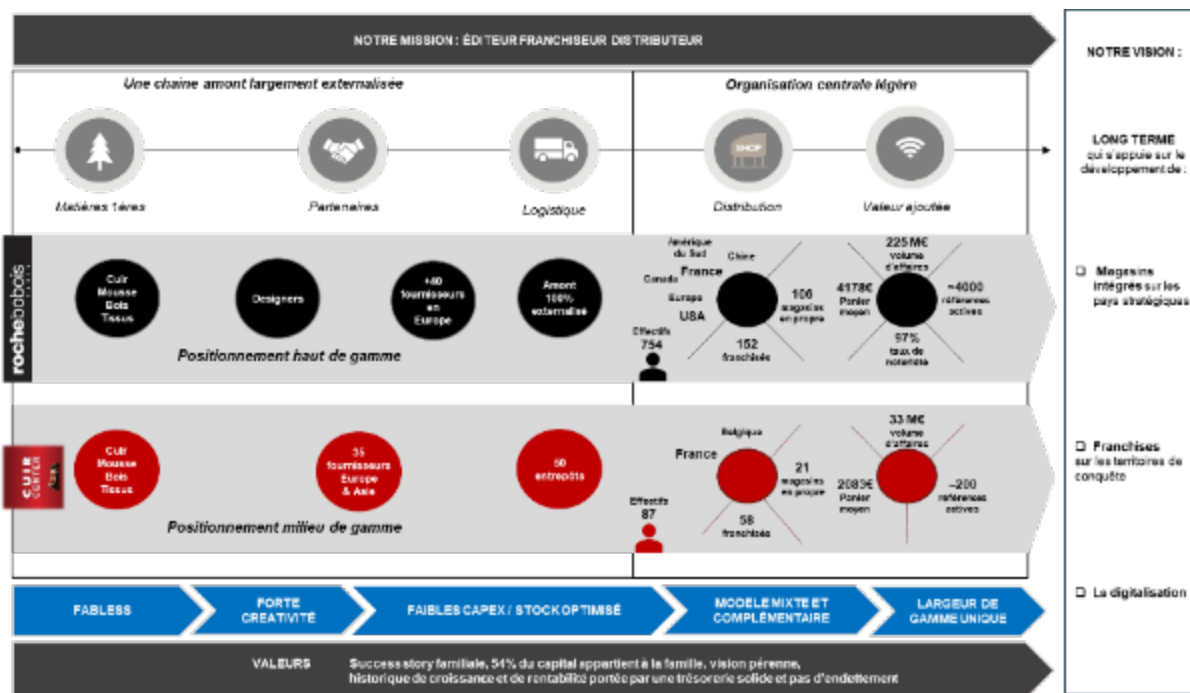 NOTRE MISSION : ÉDITEUR FRANCHISEUR DISTRIBUTEUR
Une chaine amont largement externalisée
Organisation centrale légère
SHOP
Matières 1ères
Partenaires
Logistique
Distribution
Valeur ajoutée
rochebobois
PARIS
Cuir
Mousse
Bois
Tissus
Designers
+40
fournisseurs
en
Europe
Amont
100%
externalisé
Positionnement haut de gamme
Amérique
du Sud
Chine
Canada
France
Europe
USA
106
magasins
en propre
152
franchisés
Effectifs
754
225 M€
volume
d'affaires
4178€
Panier
moyen
~4000
références
actives
97%
taux de
notoriété
CUIR
CENTER
Cuir
Mousse
Bois
Tissus
35
fournisseurs
Europe
& Asie
50
entrepôts
Positionnement milieu de gamme
Belgique
France
21
magasins
en propre
58
franchisés
Effectifs
87
33 M€
volume
d'affaires
2083€
Panier
moyen
~200
références
actives
FABLESS
FORTE
CRÉATIVITÉ
FAIBLES CAPEX / STOCK OPTIMISÉ
MODELE MIXTE ET
COMPLÉMENTAIRE
LARGEUR DE
GAMME UNIQUE
VALEURS
Success story familiale, 54% du capital appartient à la famille, vision pérenne,
historique de croissance et de rentabilité portée par une trésorerie solide et pas d'endettement
NOTRE VISION :
LONG TERME
qui s'appuie sur le
développement de :
Magasins
intégrés sur les
pays stratégiques
Franchises
sur les territoires de
conquête
La digitalisation